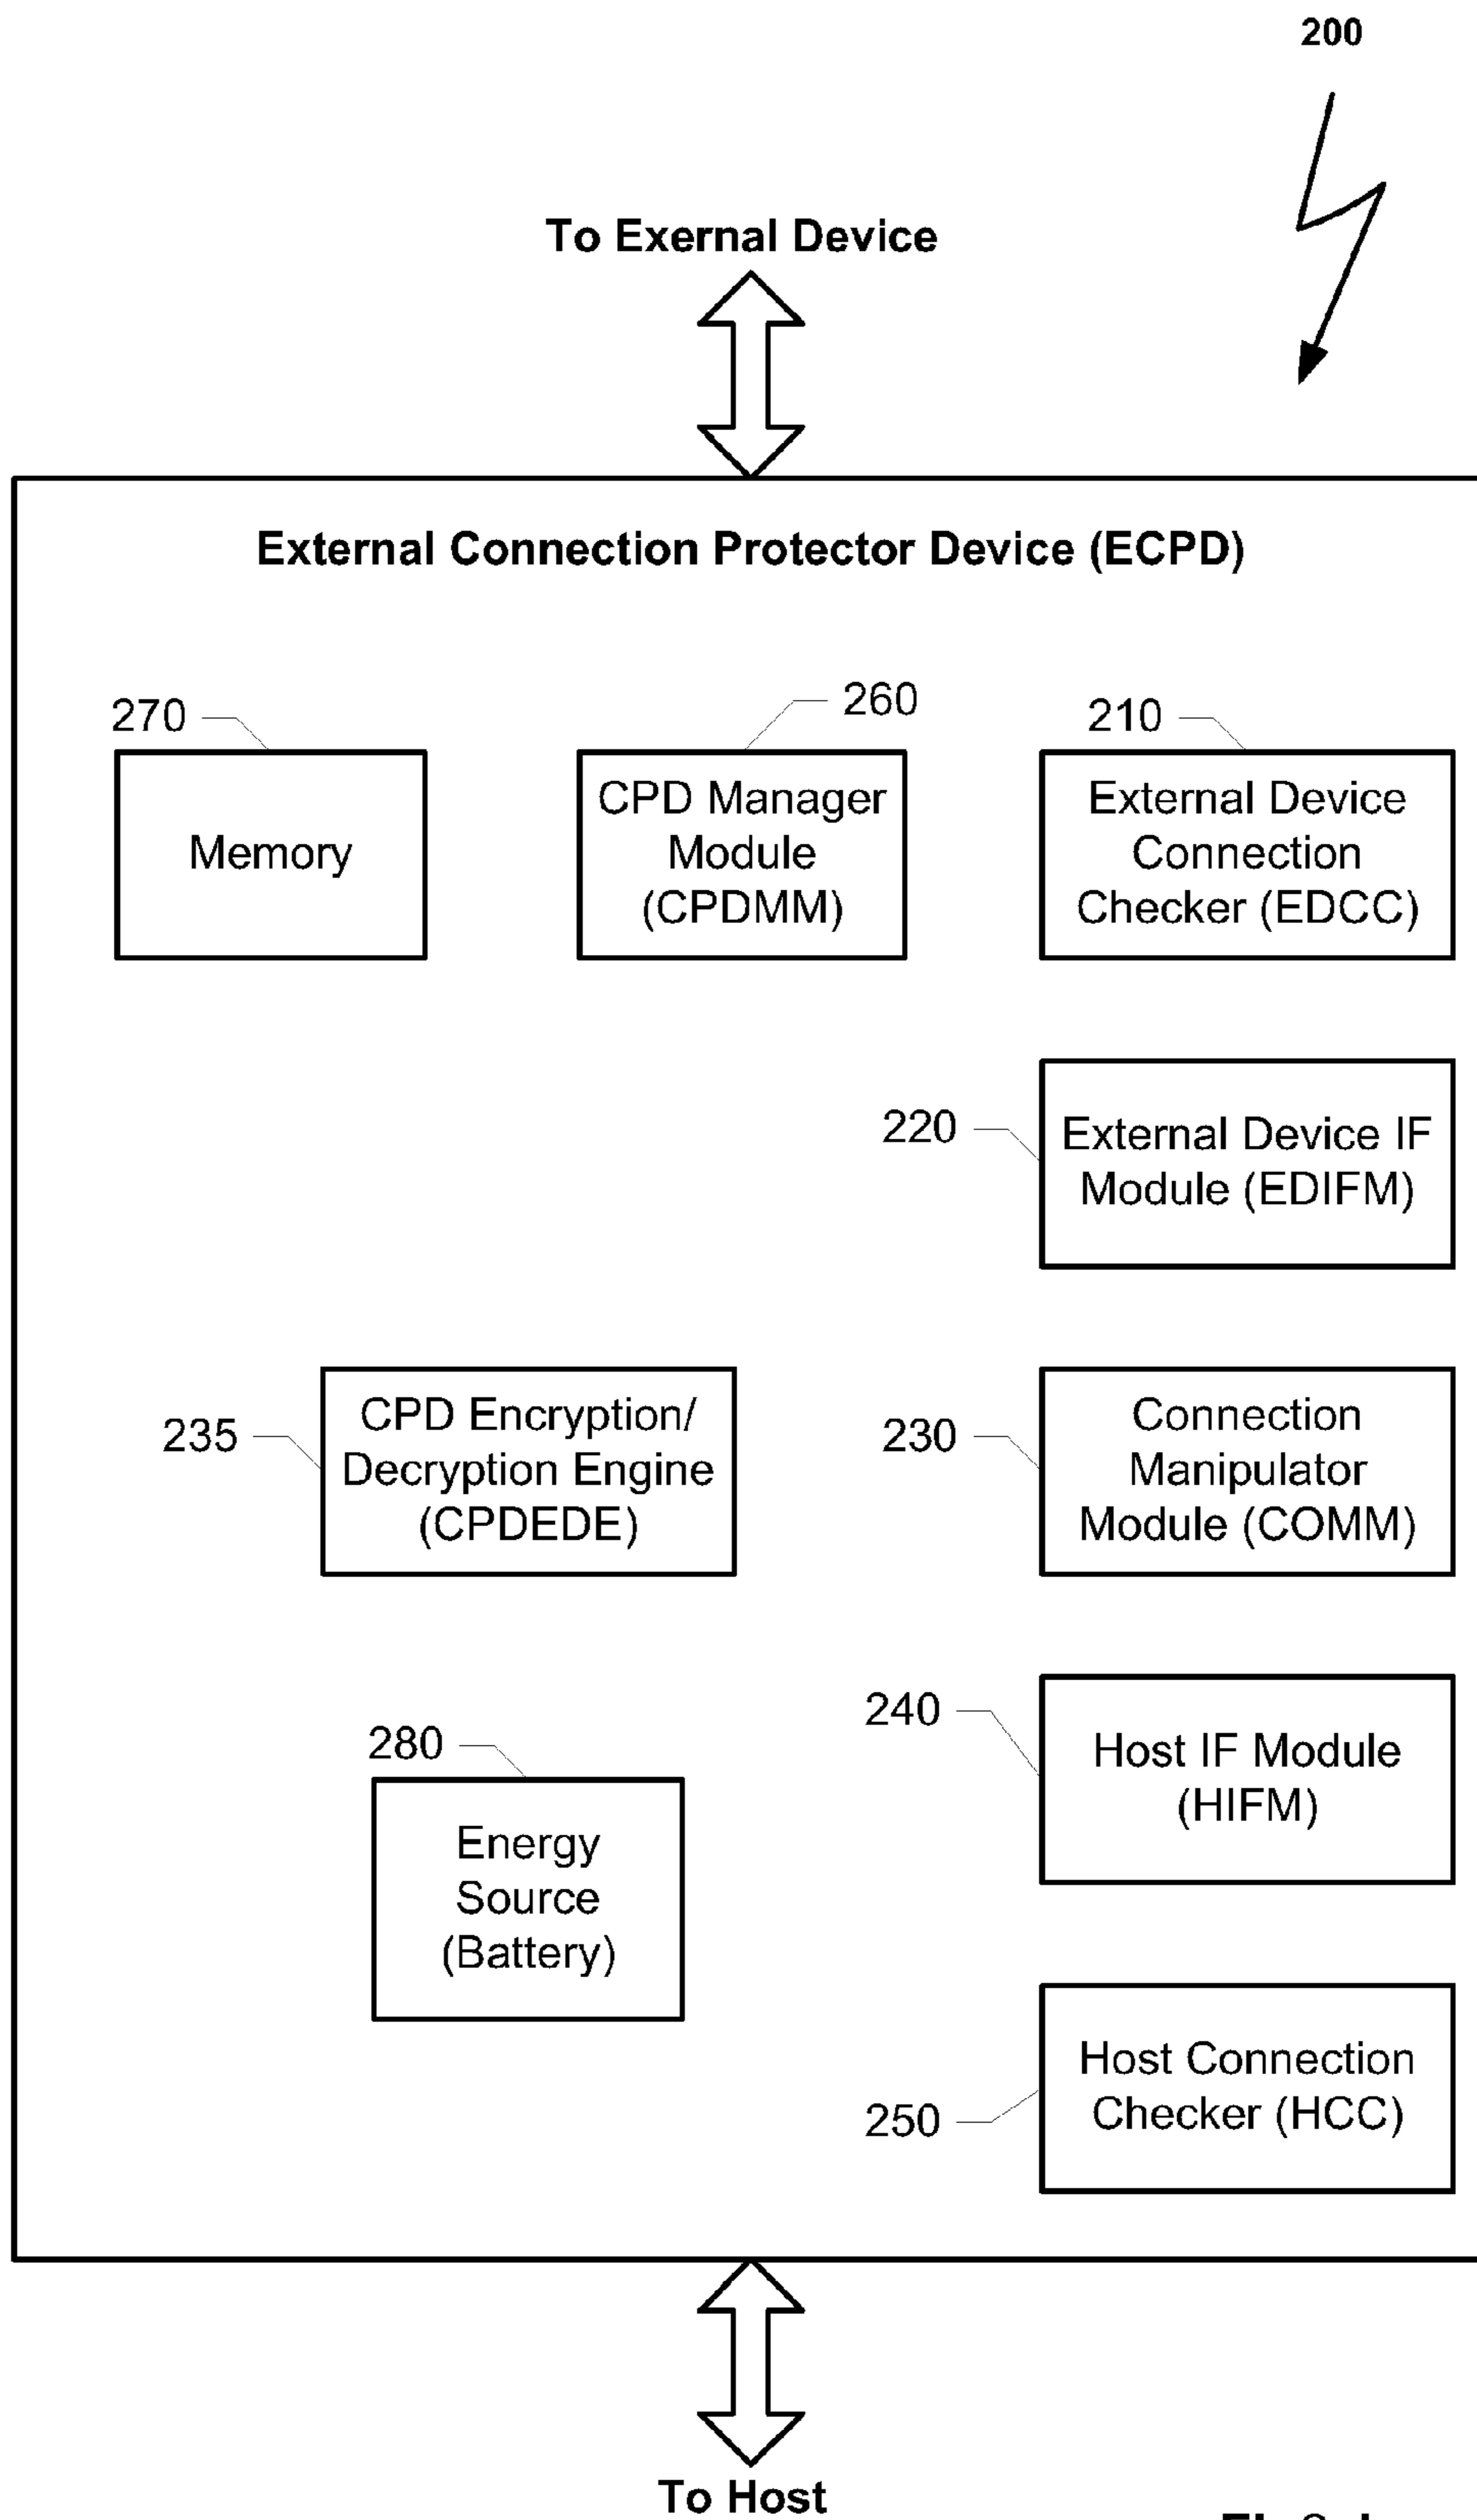 200
To Exernal Device
External Connection Protector Device (ECPD)
270
260
210
Memory
CPD Manager
Module
(CPDMM)
External Device
Connection
Checker (EDCC)
220
External Device IF
Module (EDIFM)
235
CPD Encryption/
Decryption Engine
(CPDEDE)
230
Connection
Manipulator
Module (COMM)
240
Host IF Module
(HIFM)
280
Energy
Source
(Battery)
250
Host Connection
Checker (HCC)
To Host